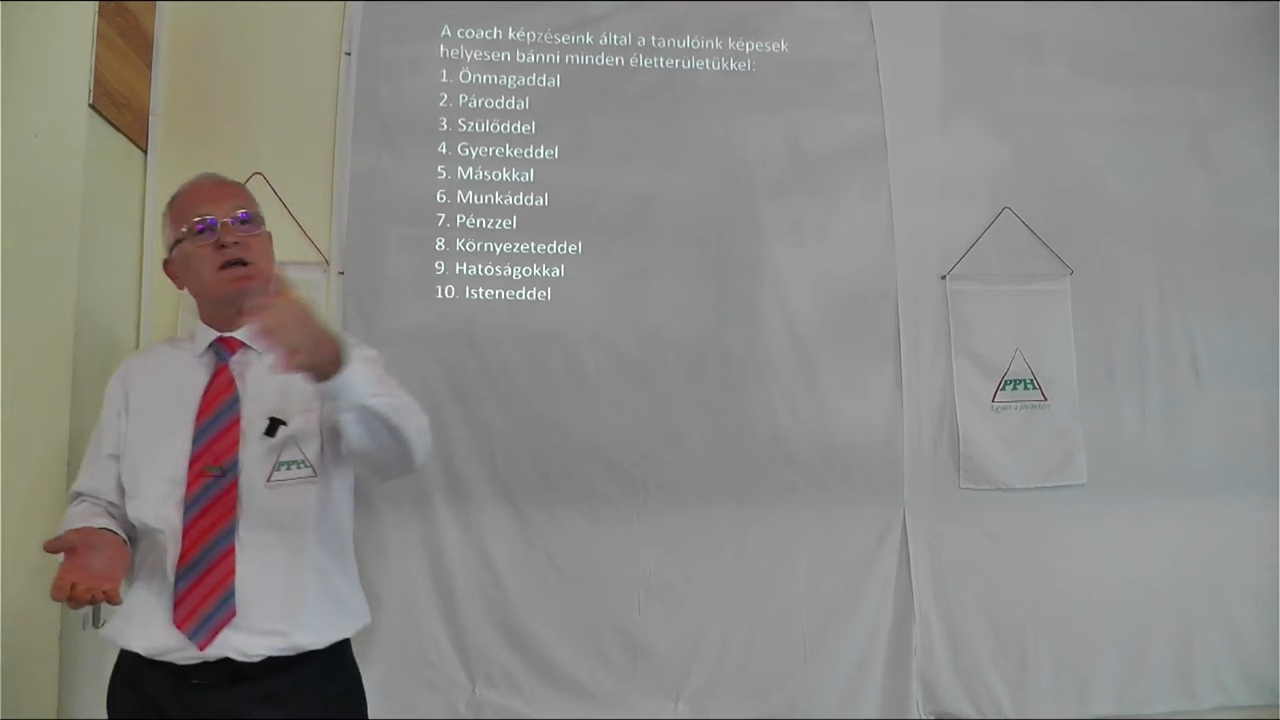 A coach képzéseink által a tanulóink képesek
helyesen bánni minden életterületükkel:
1. Önmagaddal
2. Pároddal
3. Szülőddel
4. Gyerekeddel
5. Másokkal
6. Munkáddal
7. Pénzzel
8. Környezeteddel
9. Hatóságokkal
10. Isteneddel
PPH
PPH